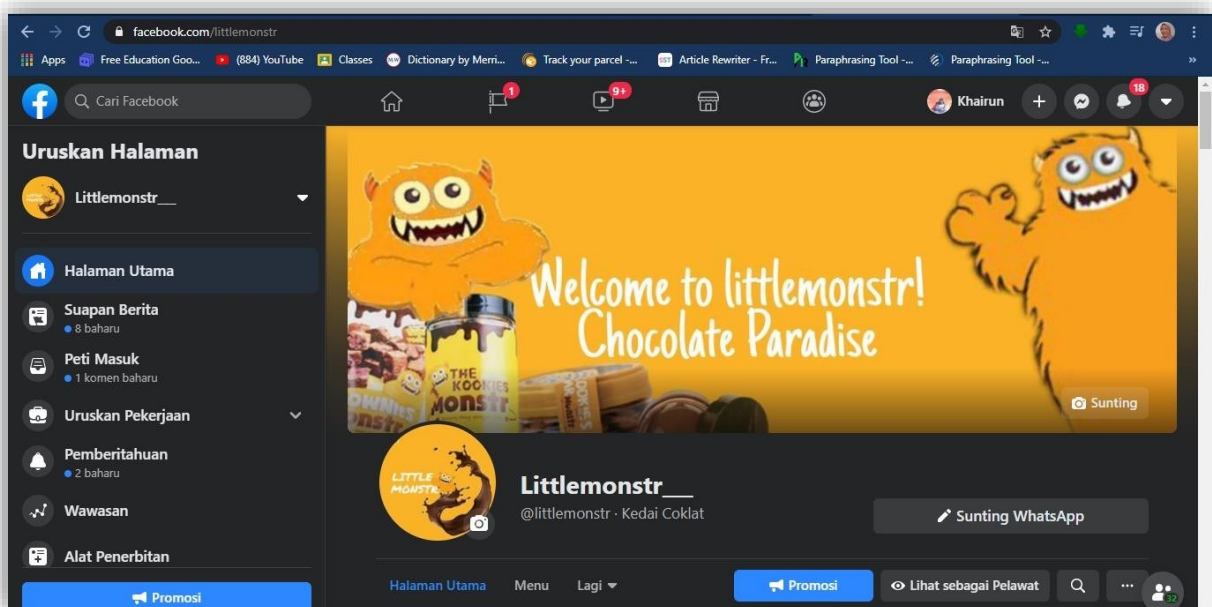 facebook.com/littlemonstr
Apps Free Education Goo... (884) YouTube Classes Dictionary by Merri... Track your parcel -... Article Rewriter - Fr... Paraphrasing Tool -... Paraphrasing Tool -... »
Cari Facebook 1 9+ Khairun 18
Uruskan Halaman
Littlemonstr__
Halaman Utama
Suapan Berita
8 baharu
Peti Masuk
1 komen baharu
Uruskan Pekerjaan
Pemberitahuan
2 baharu
Wawasan
Alat Penerbitan
Promosi
Welcome to littlemonstr!
Chocolate Paradise
THE
KOOKIES
MONSTR
Sunting
LITTLE
MONSTR
Littlemonstr__
@littlemonstr · Kedai Coklat
Sunting WhatsApp
Halaman Utama Menu Lagi Promosi Lihat sebagai Pelawat ... 32